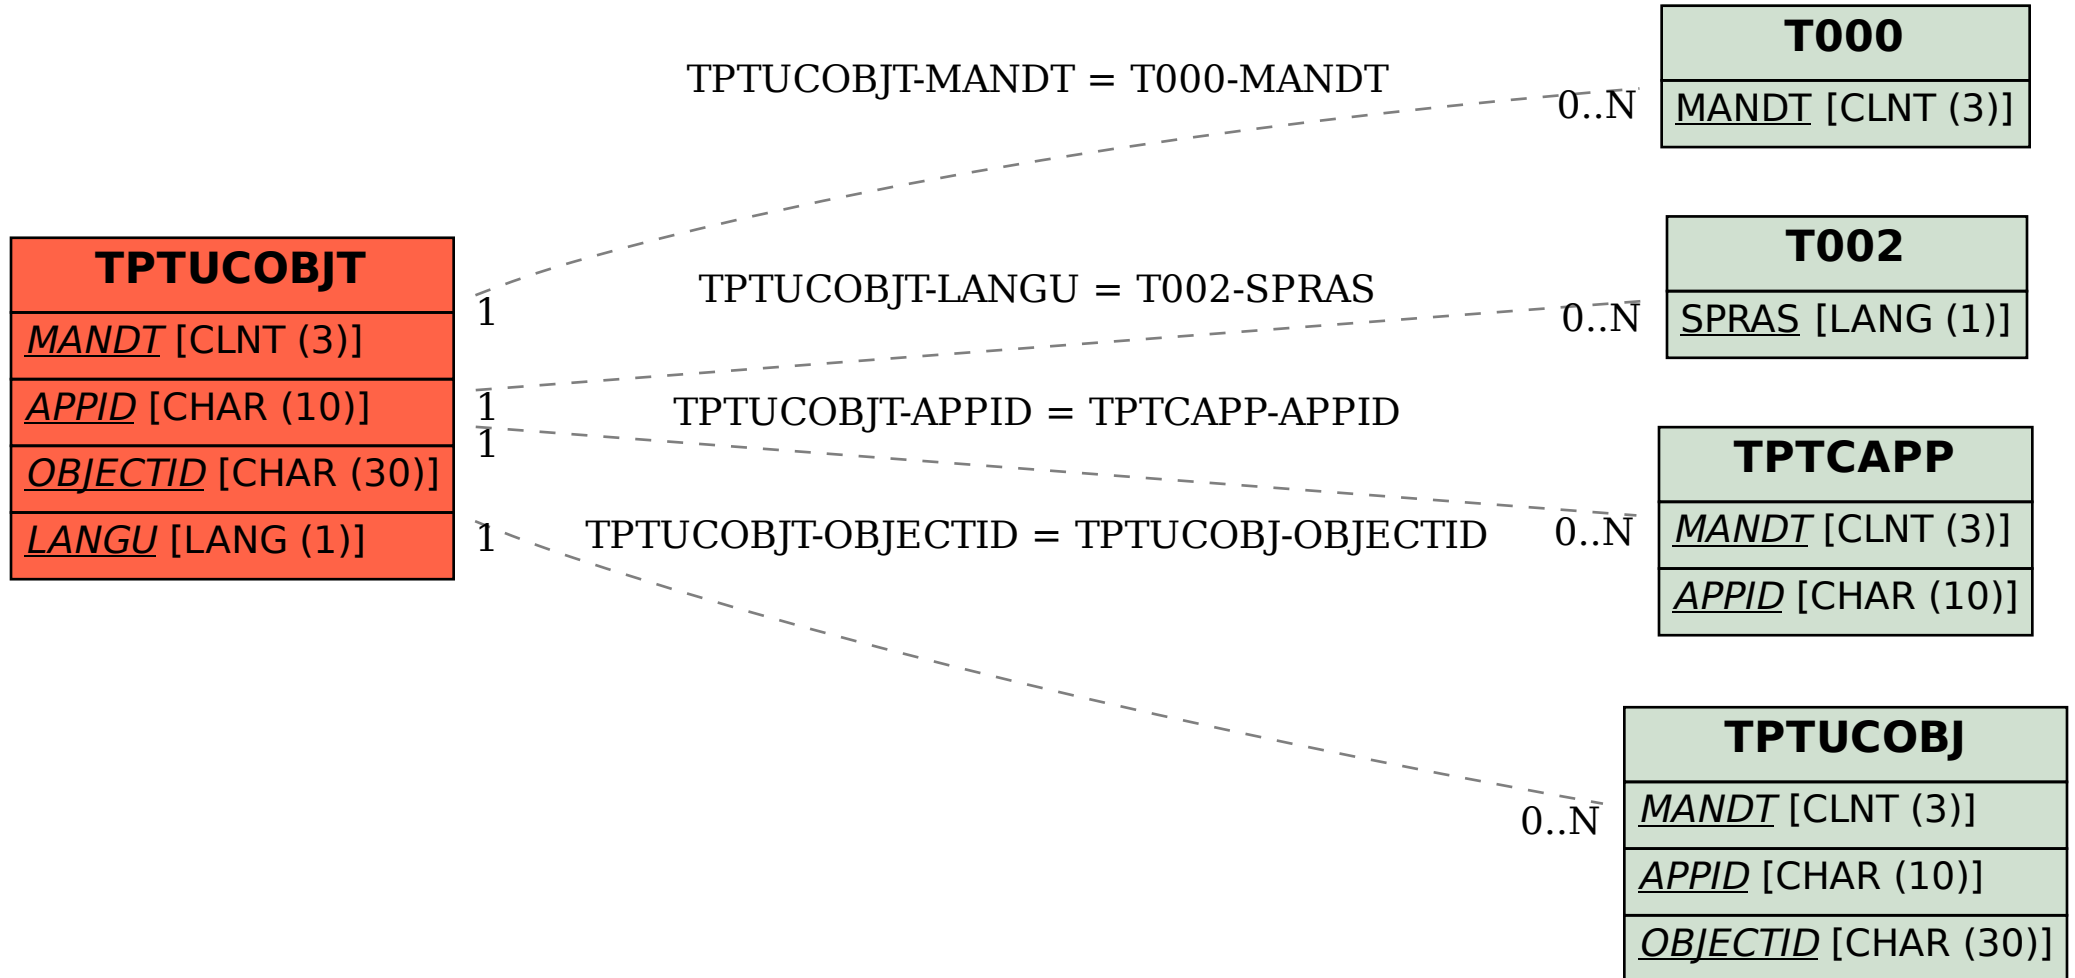 TPTUCOBJT
MANDT [CLNT (3)]
APPID [CHAR (10)]
OBJECTID [CHAR (30)]
LANGU [LANG (1)]
TPTUCOBJT-MANDT = T000-MANDT
1
0..N
TPTUCOBJT-LANGU = T002-SPRAS
1
0..N
TPTUCOBJT-APPID = TPTCAPP-APPID
1
0..N
TPTUCOBJT-OBJECTID = TPTUCOBJ-OBJECTID
1
0..N
T000
MANDT [CLNT (3)]
T002
SPRAS [LANG (1)]
TPTCAPP
MANDT [CLNT (3)]
APPID [CHAR (10)]
TPTUCOBJ
MANDT [CLNT (3)]
APPID [CHAR (10)]
OBJECTID [CHAR (30)]